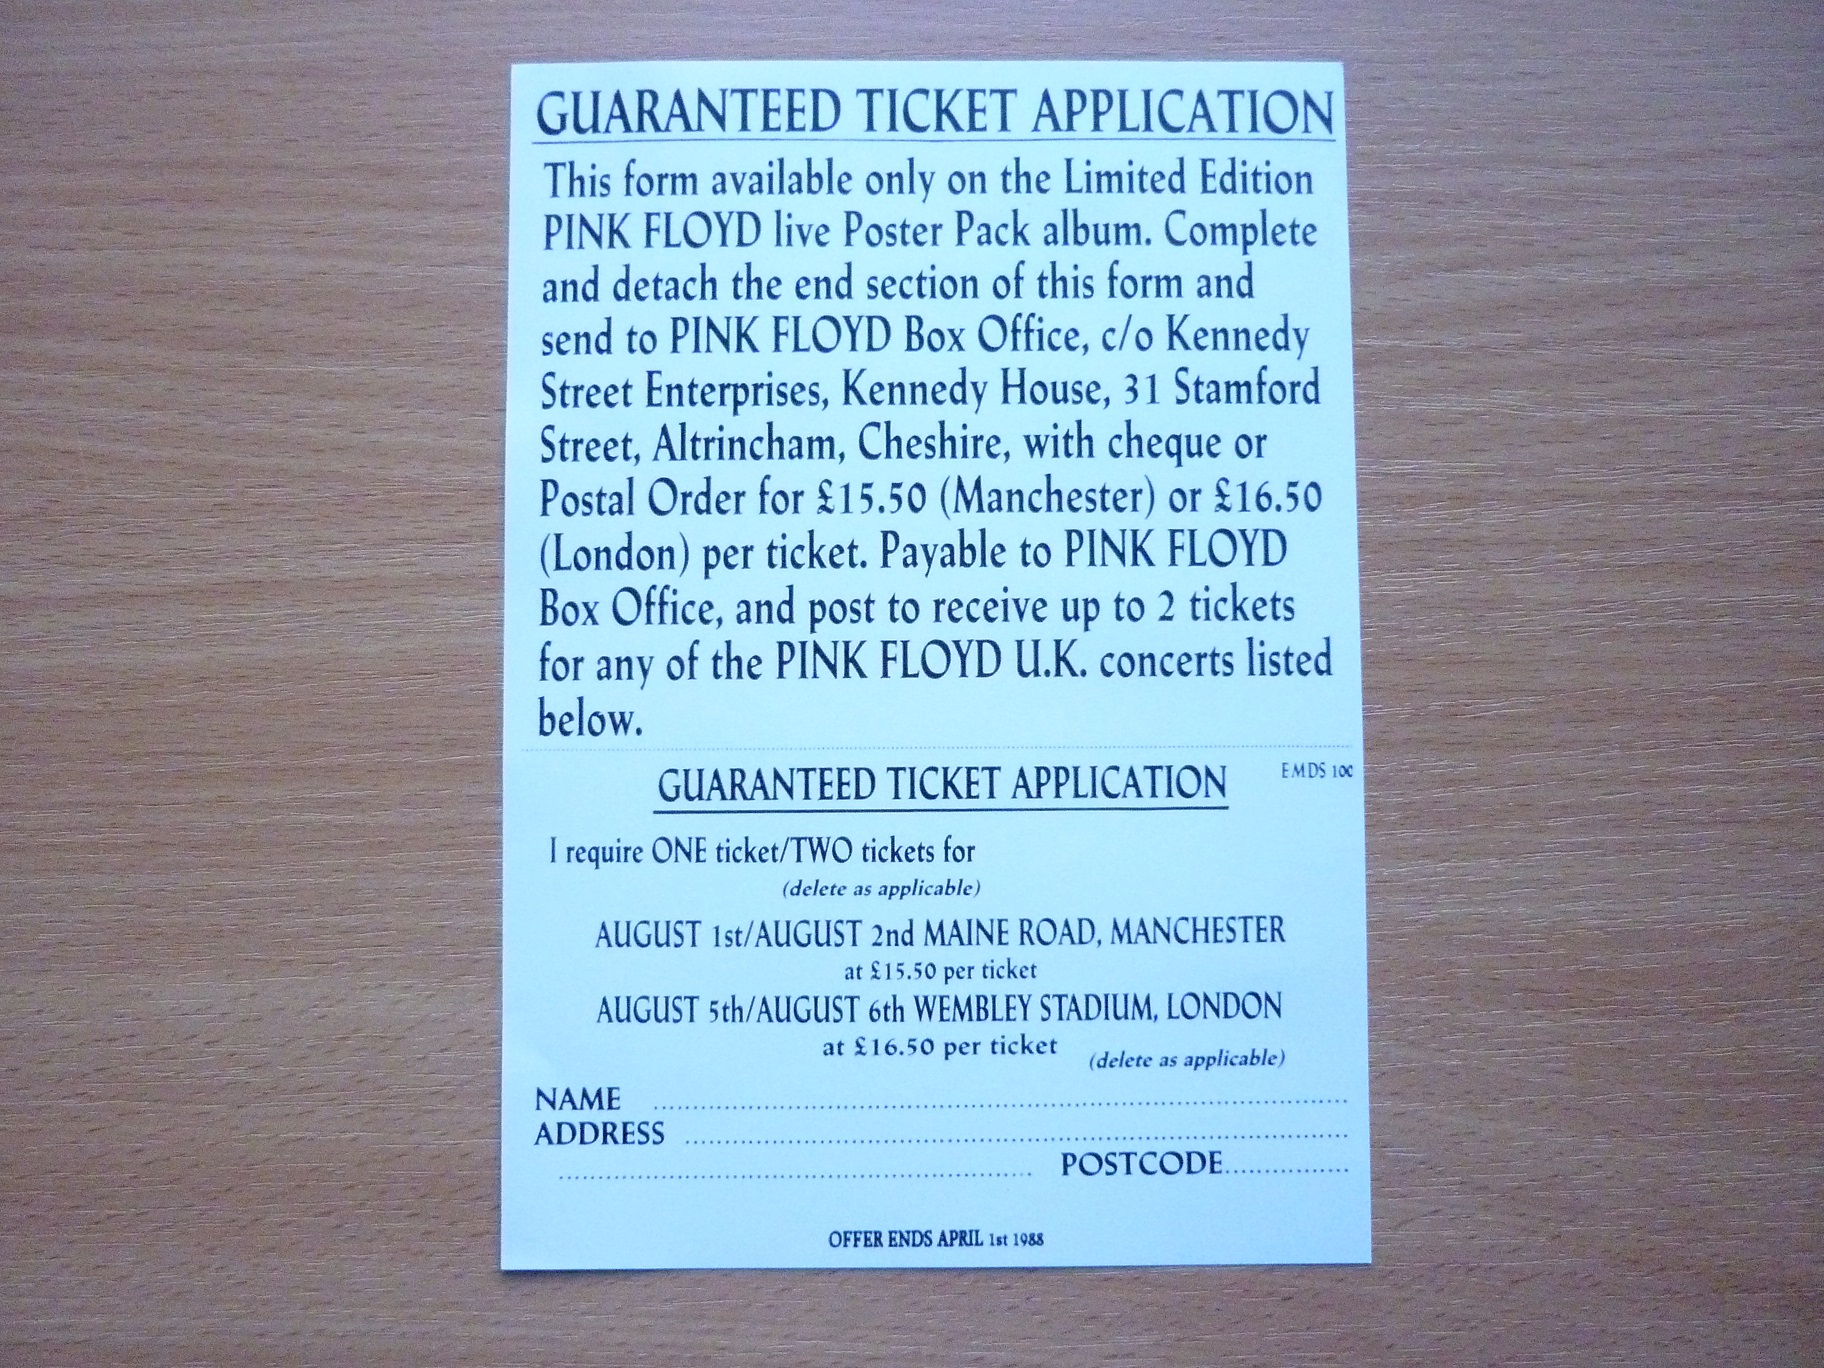 GUARANTEED TICKET APPLICATION
This form available only on the Limited Edition
PINK FLOYD live Poster Pack album. Complete
and detach the end section of this form and
send to PINK FLOYD Box Office, c/o Kennedy
Street Enterprises, Kennedy House, 31 Stamford
Street, Altrincham, Cheshire, with cheque or
Postal Order for £15.50 (Manchester) or £16.50
(London) per ticket. Payable to PINK FLOYD
Box Office, and post to receive up to 2 tickets
for any of the PINK FLOYD U.K. concerts listed
below.
EMDS
GUARANTEED TICKET APPLICATION
I require ONE ticket/TWO tickets for
(delete as applicable)
AUGUST 1st/AUGUST 2nd MAINE ROAD, MANCHESTER
at £15.50 per ticket
AUGUST 5th/AUGUST 6th WEMBLEY STADIUM, LONDON
at £16.50 per ticket (delete as applicable)
NAME
ADDRESS
POSTCODE
OFFER ENDS APRIL 1st 1988